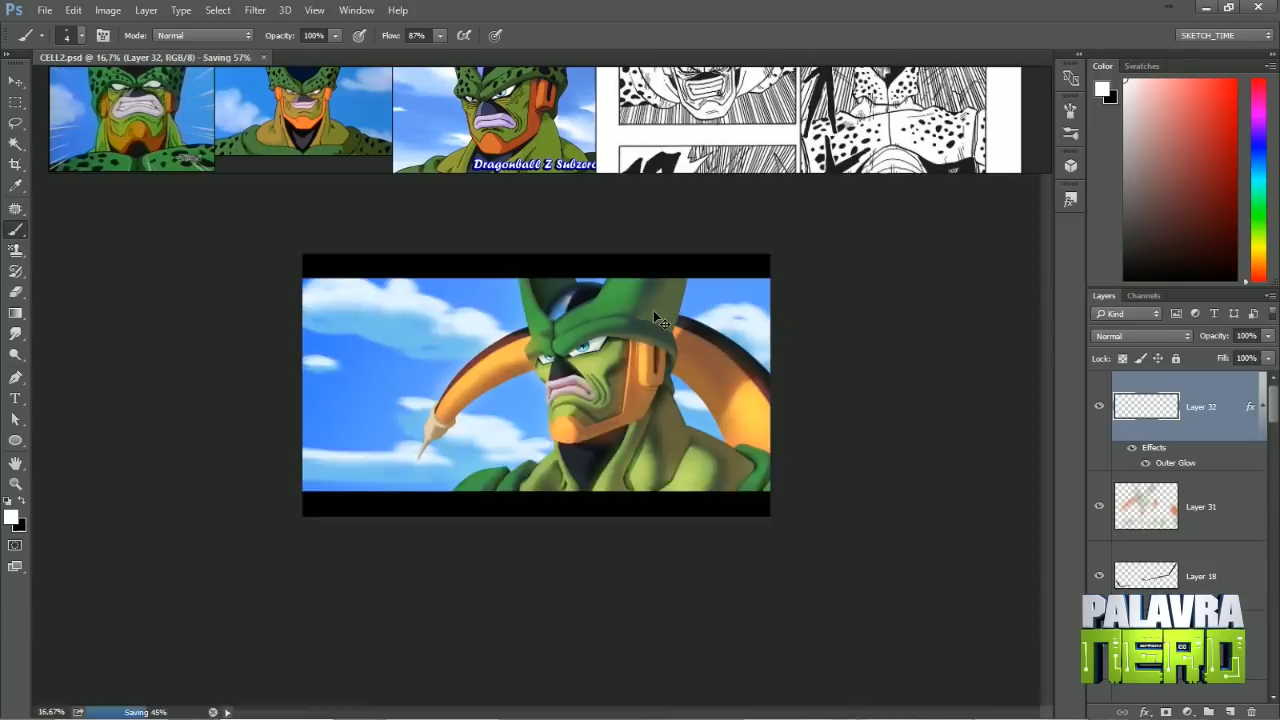 Ps File Edit Image Layer Type Select Filter 3D View Window Help
4 Mode: Normal Opacity: 100% Flow: 87% SKETCH_TIME
CELL2.psd @ 16,7% (Layer 32, RGB/8) - Saving 57% ×
Dragonball Z Subzero
Color Swatches
Layers Channels
Kind
Normal Opacity: 100%
Lock: Fill: 100%
Layer 32 fx
Effects
Outer Glow
Layer 31
Layer 18
PALAVRA
NERD
16,67% Saving 45%